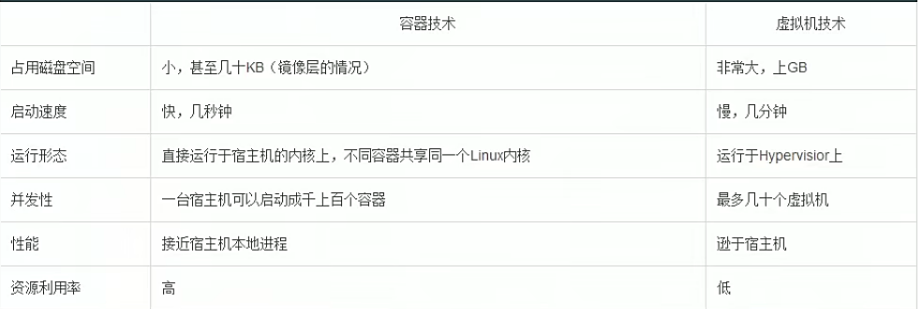 容器技术 虚拟机技术
占用磁盘空间 小，甚至几十KB（镜像层的情况） 非常大，上GB
启动速度 快，几秒钟 慢，几分钟
运行形态 直接运行于宿主机的内核上，不同容器共享同一个Linux内核 运行于Hypervisior上
并发性 一台宿主机可以启动成千上百个容器 最多几十个虚拟机
性能 接近宿主机本地进程 逊于宿主机
资源利用率 高 低